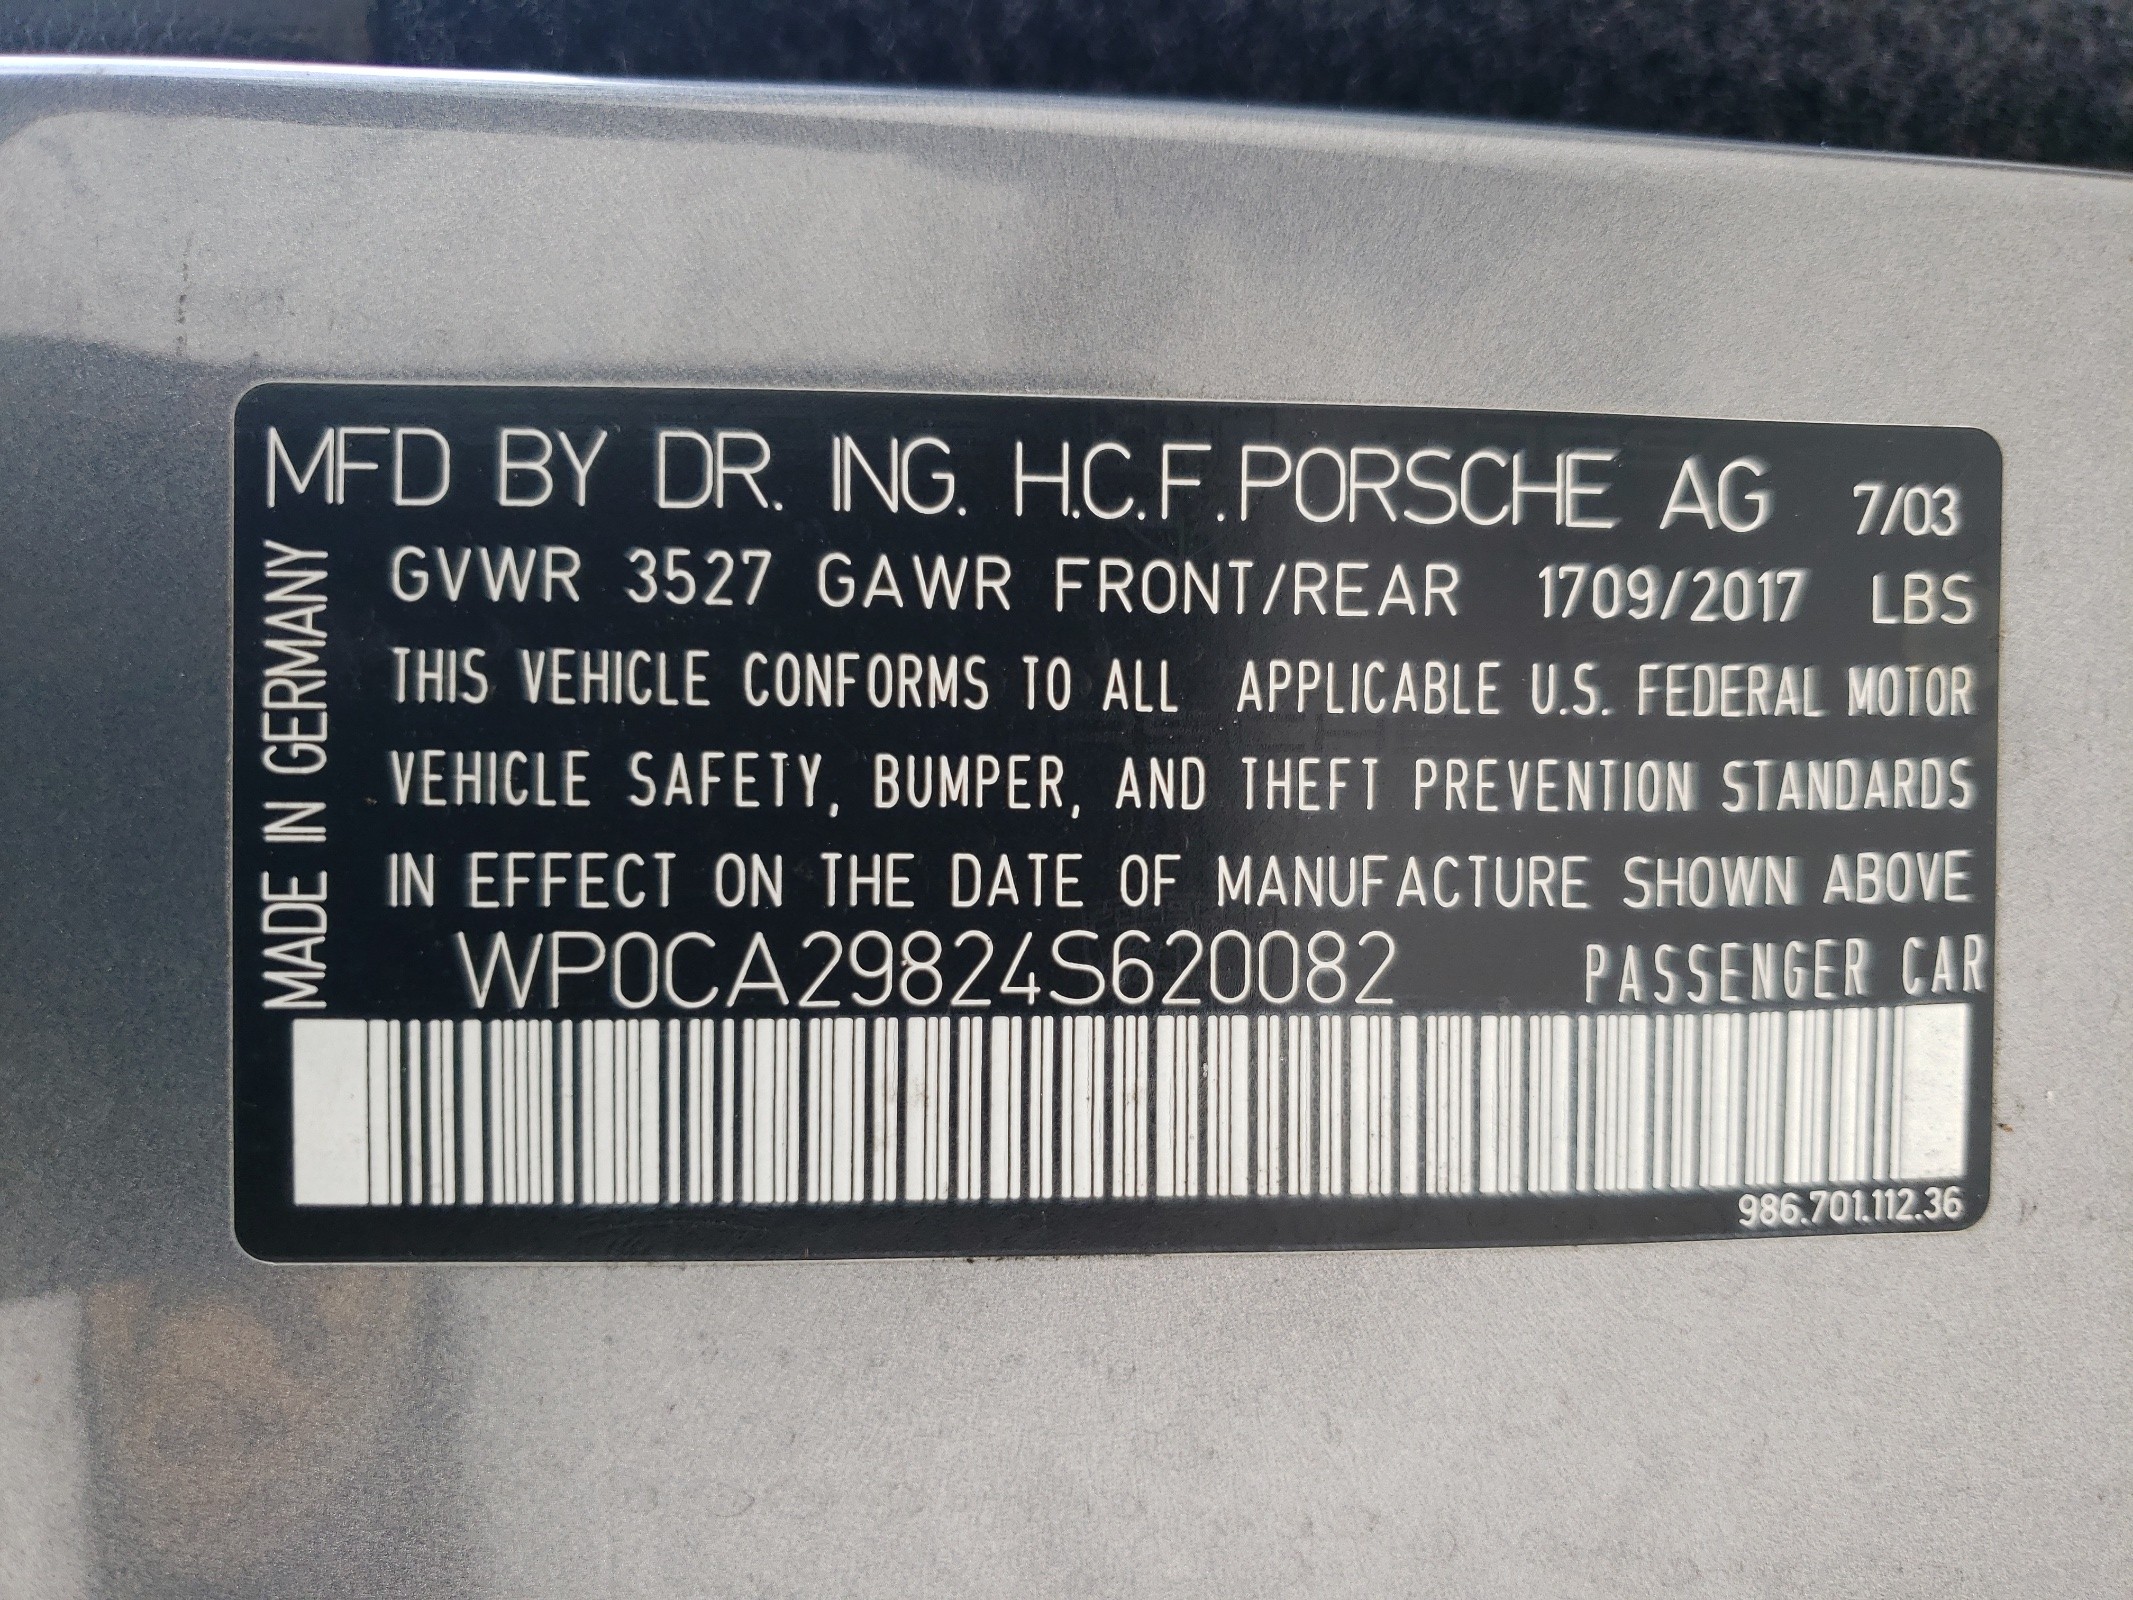 MFD BY DR. ING. H.C.F. PORSCHE AG 7/03
MADE IN GERMANY
GVWR 3527 GAWR FRONT/REAR 1709/2017 LBS
THIS VEHICLE CONFORMS TO ALL APPLICABLE U.S. FEDERAL MOTOR
VEHICLE SAFETY, BUMPER, AND THEFT PREVENTION STANDARDS
IN EFFECT ON THE DATE OF MANUFACTURE SHOWN ABOVE
WP0CA29824S620082 PASSENGER CAR
986.701.112.36